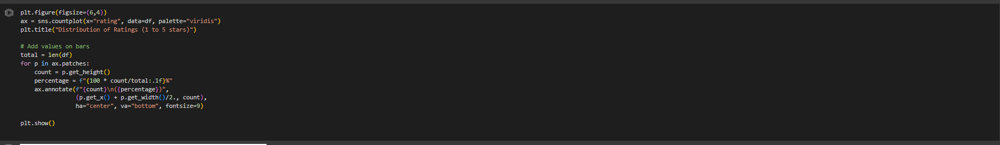 plt.figure(figsize=(6,4))
ax = sns.countplot(x="rating", data=df, palette="viridis")
plt.title("Distribution of Ratings (1 to 5 stars)")

# Add values on bars
total = len(df)
for p in ax.patches:
    count = p.get_height()
    percentage = f"{100 * count/total:.1f}%"
    ax.annotate(f"{count}\n({percentage})",
                (p.get_x() + p.get_width()/2., count),
                ha="center", va="bottom", fontsize=9)

plt.show()